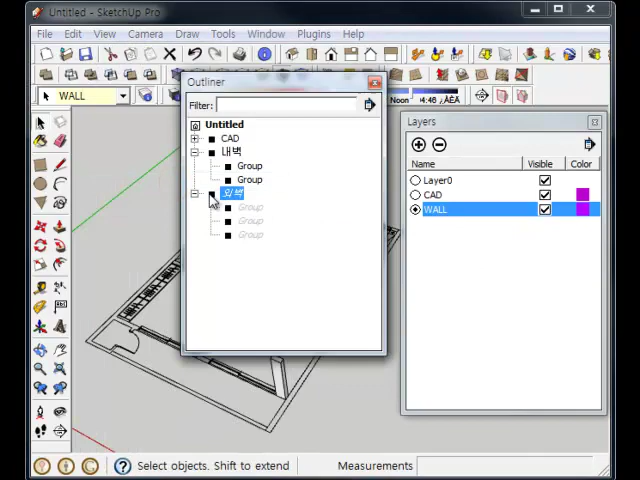 Untitled - SketchUp Pro
File Edit View Camera Draw Tools Window Plugins Help
WALL
Noon
Outliner
Filter:
Untitled
CAD
내벽
Group
Group
외벽
Group
Group
Group
Layers
Name Visible Color
Layer0
CAD
WALL
Select objects. Shift to extend
Measurements